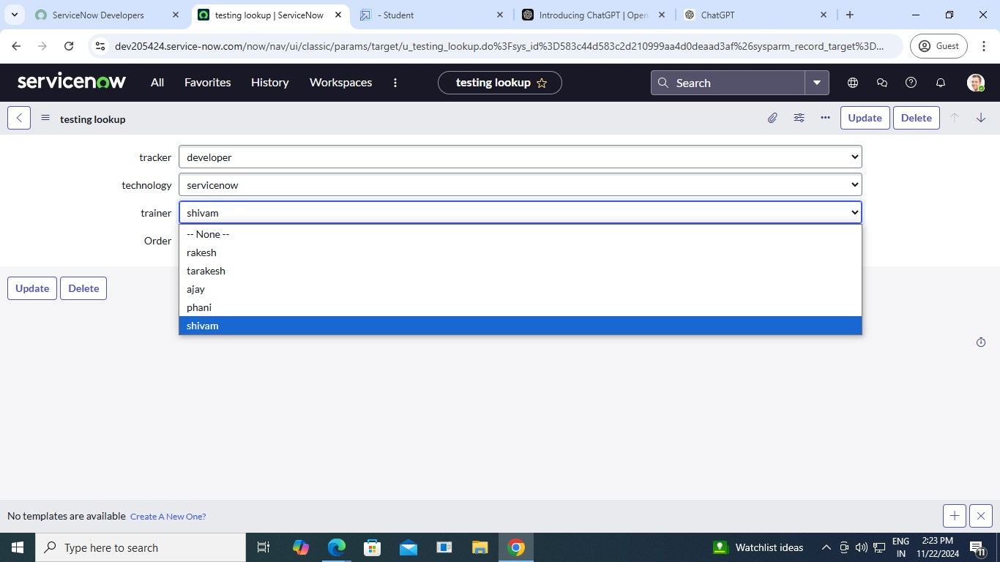 ServiceNow Developers
testing lookup | ServiceNow
- Student
Introducing ChatGPT | Open
ChatGPT
dev205424.service-now.com/now/nav/ui/classic/params/target/u_testing_lookup.do%3Fsys_id%3D583c44d583c2d210999aa4d0deaad3af%26sysparm_record_target%3D...
Guest
servicenow All Favorites History Workspaces
testing lookup
Search
testing lookup
Update Delete
tracker developer
technology servicenow
trainer shivam
-- None --
Order
rakesh
tarakesh
ajay
phani
shivam
Update Delete
No templates are available Create A New One?
Type here to search
Watchlist ideas
ENG
IN
2:23 PM
11/22/2024
11